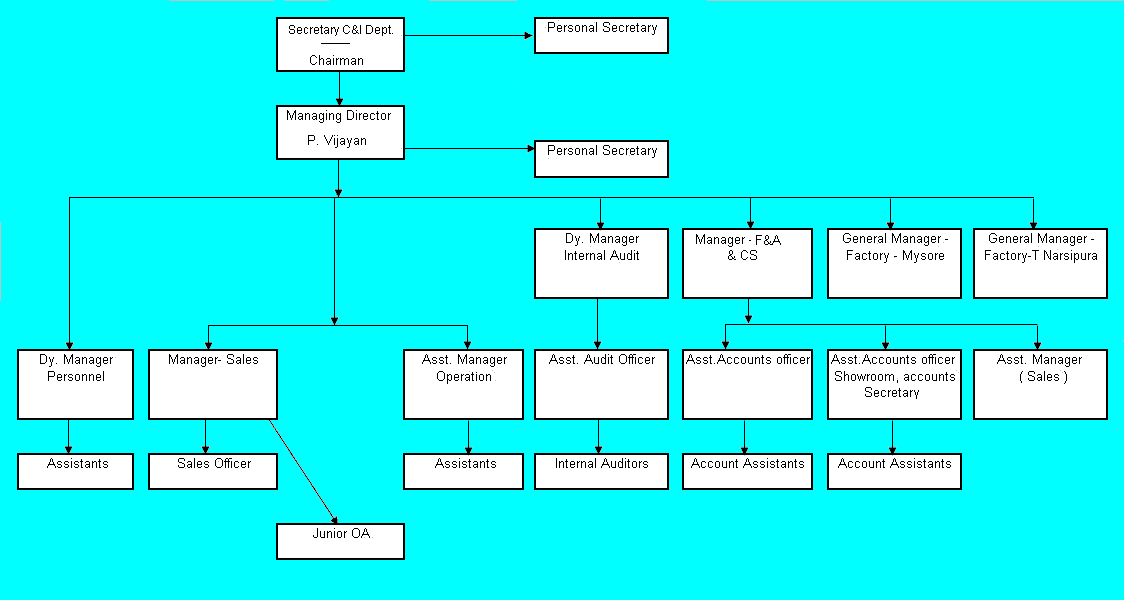 Secretary C&I Dept.
Chairman
Personal Secretary
Managing Director
P. Vijayan
Personal Secretary
Dy. Manager
Internal Audit
Manager - F&A
& CS
General Manager -
Factory - Mysore
General Manager -
Factory-T Narsipura
Dy. Manager
Personnel
Manager- Sales
Asst. Manager
Operation
Asst. Audit Officer
Asst.Accounts officer
Asst.Accounts officer
Showroom, accounts
Secretary
Asst. Manager
( Sales )
Assistants
Sales Officer
Assistants
Internal Auditors
Account Assistants
Account Assistants
Junior OA